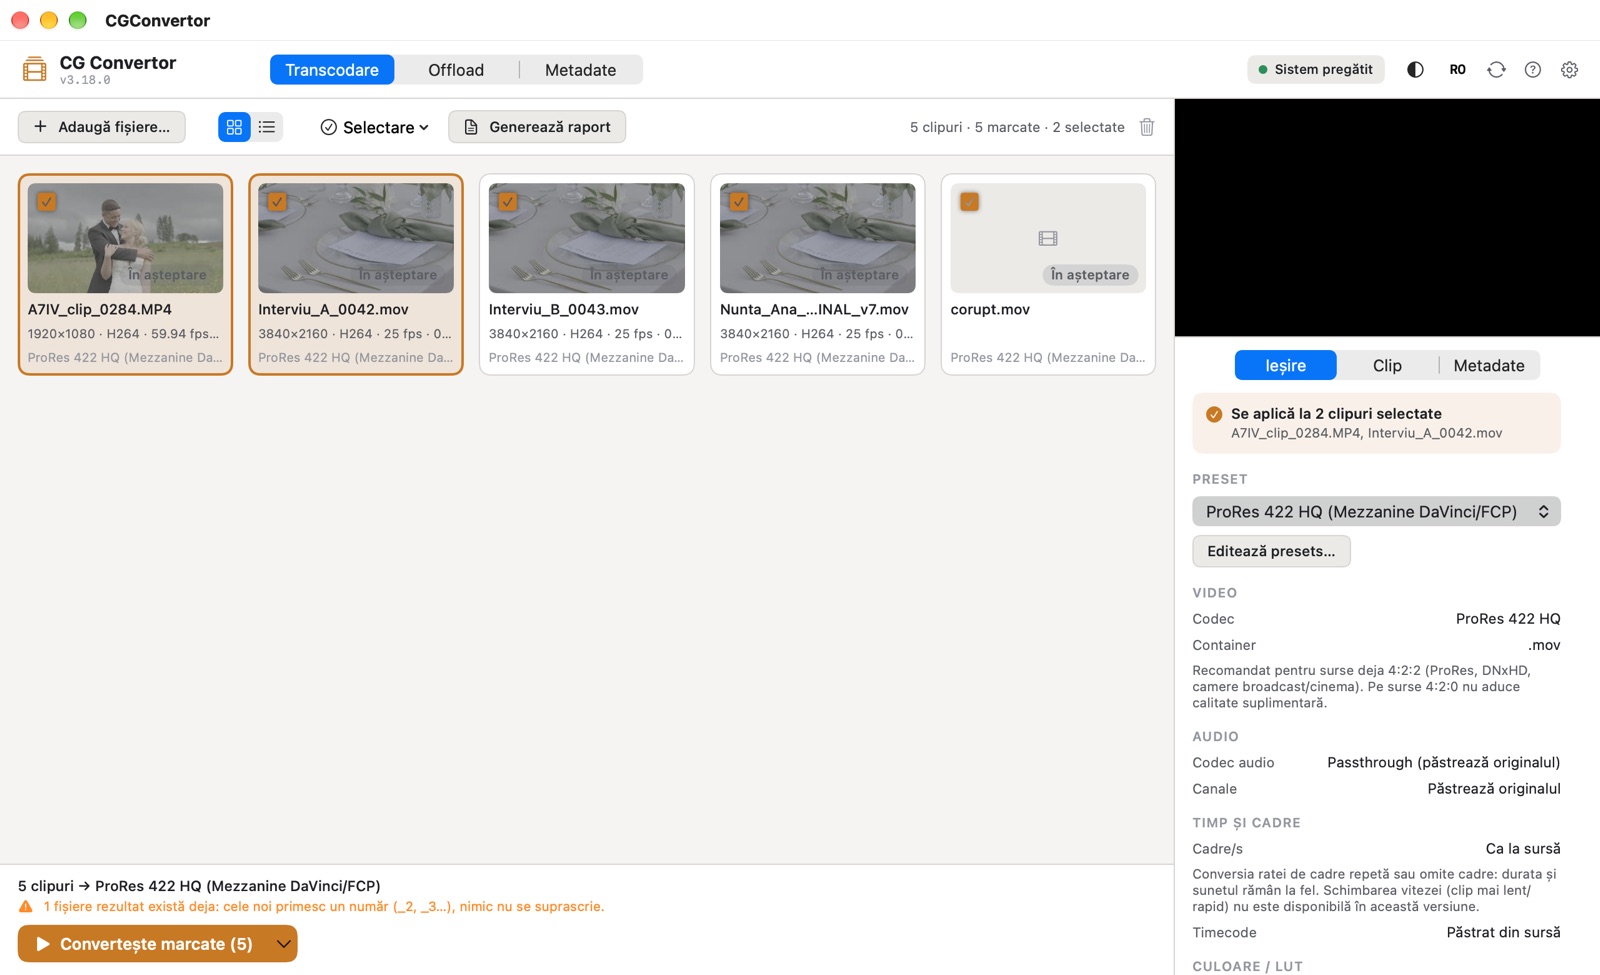 CGConvertor
CG Convertor
v3.18.0
Transcodare
Offload
Metadate
Sistem pregătit
RO
Adaugă fișiere...
Selectare
Generează raport
5 clipuri · 5 marcate · 2 selectate
În așteptare
A7IV_clip_0284.MP4
1920×1080 · H264 · 59.94 fps...
ProRes 422 HQ (Mezzanine Da...
În așteptare
Interviu_A_0042.mov
3840×2160 · H264 · 25 fps · 0...
ProRes 422 HQ (Mezzanine Da...
În așteptare
Interviu_B_0043.mov
3840×2160 · H264 · 25 fps · 0...
ProRes 422 HQ (Mezzanine Da...
În așteptare
Nunta_Ana_...INAL_v7.mov
3840×2160 · H264 · 25 fps · 0...
ProRes 422 HQ (Mezzanine Da...
În așteptare
corupt.mov
ProRes 422 HQ (Mezzanine Da...
Ieșire
Clip
Metadate
Se aplică la 2 clipuri selectate
A7IV_clip_0284.MP4, Interviu_A_0042.mov
PRESET
ProRes 422 HQ (Mezzanine DaVinci/FCP)
Editează presets...
VIDEO
Codec ProRes 422 HQ
Container .mov
Recomandat pentru surse deja 4:2:2 (ProRes, DNxHD,
camere broadcast/cinema). Pe surse 4:2:0 nu aduce
calitate suplimentară.
AUDIO
Codec audio Passthrough (păstrează originalul)
Canale Păstrează originalul
TIMP ȘI CADRE
Cadre/s Ca la sursă
Conversia ratei de cadre repetă sau omite cadre: durata și
sunetul rămân la fel. Schimbarea vitezei (clip mai lent/
rapid) nu este disponibilă în această versiune.
Timecode Păstrat din sursă
CULOARE / LUT
5 clipuri → ProRes 422 HQ (Mezzanine DaVinci/FCP)
1 fișiere rezultat există deja: cele noi primesc un număr (_2, _3...), nimic nu se suprascrie.
Convertește marcate (5)